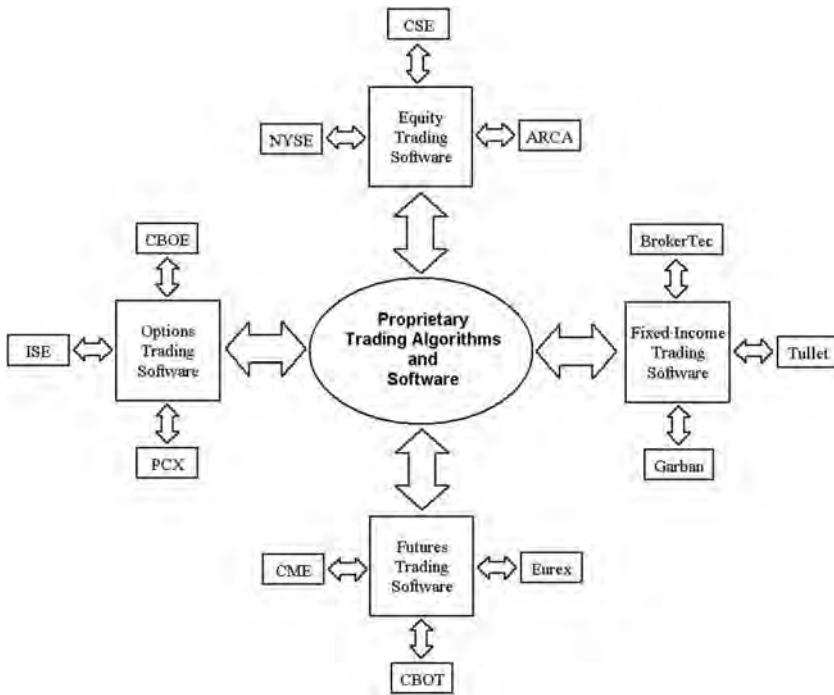 CSE
Equity
Trading
Software
NYSE
ARCA
CBOE
BrokerTec
Proprietary
Trading Algorithms
and
Software
Options
Trading
Software
ISE
Fixed-Income
Trading
Software
Tullet
PCX
Garban
Futures
Trading
Software
CME
Eurex
CBOT